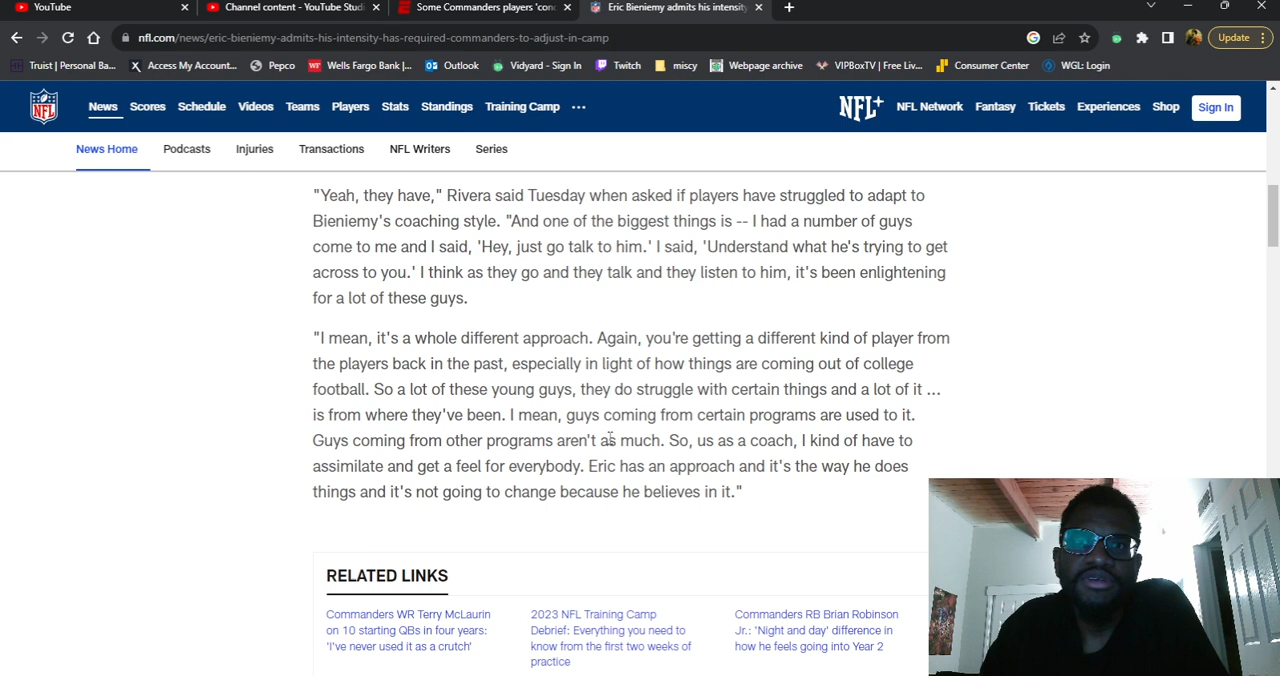 YouTube
Channel content - YouTube Studi
Some Commanders players 'conc
Eric Bieniemy admits his intensity
nfl.com/news/eric-bieniemy-admits-his-intensity-has-required-commanders-to-adjust-in-camp
Update
Truist | Personal Ba... Access My Account... Pepco Wells Fargo Bank |... Outlook Vidyard - Sign In Twitch miscy Webpage archive VIPBoxTV | Free Liv... Consumer Center WGL: Login
NFL News Scores Schedule Videos Teams Players Stats Standings Training Camp ... NFL+ NFL Network Fantasy Tickets Experiences Shop Sign In
News Home Podcasts Injuries Transactions NFL Writers Series
"Yeah, they have," Rivera said Tuesday when asked if players have struggled to adapt to
Bieniemy's coaching style. "And one of the biggest things is -- I had a number of guys
come to me and I said, 'Hey, just go talk to him.' I said, 'Understand what he's trying to get
across to you.' I think as they go and they talk and they listen to him, it's been enlightening
for a lot of these guys.
"I mean, it's a whole different approach. Again, you're getting a different kind of player from
the players back in the past, especially in light of how things are coming out of college
football. So a lot of these young guys, they do struggle with certain things and a lot of it ...
is from where they've been. I mean, guys coming from certain programs are used to it.
Guys coming from other programs aren't as much. So, us as a coach, I kind of have to
assimilate and get a feel for everybody. Eric has an approach and it's the way he does
things and it's not going to change because he believes in it."
RELATED LINKS
Commanders WR Terry McLaurin
on 10 starting QBs in four years:
'I've never used it as a crutch'
2023 NFL Training Camp
Debrief: Everything you need to
know from the first two weeks of
practice
Commanders RB Brian Robinson
Jr.: 'Night and day' difference in
how he feels going into Year 2